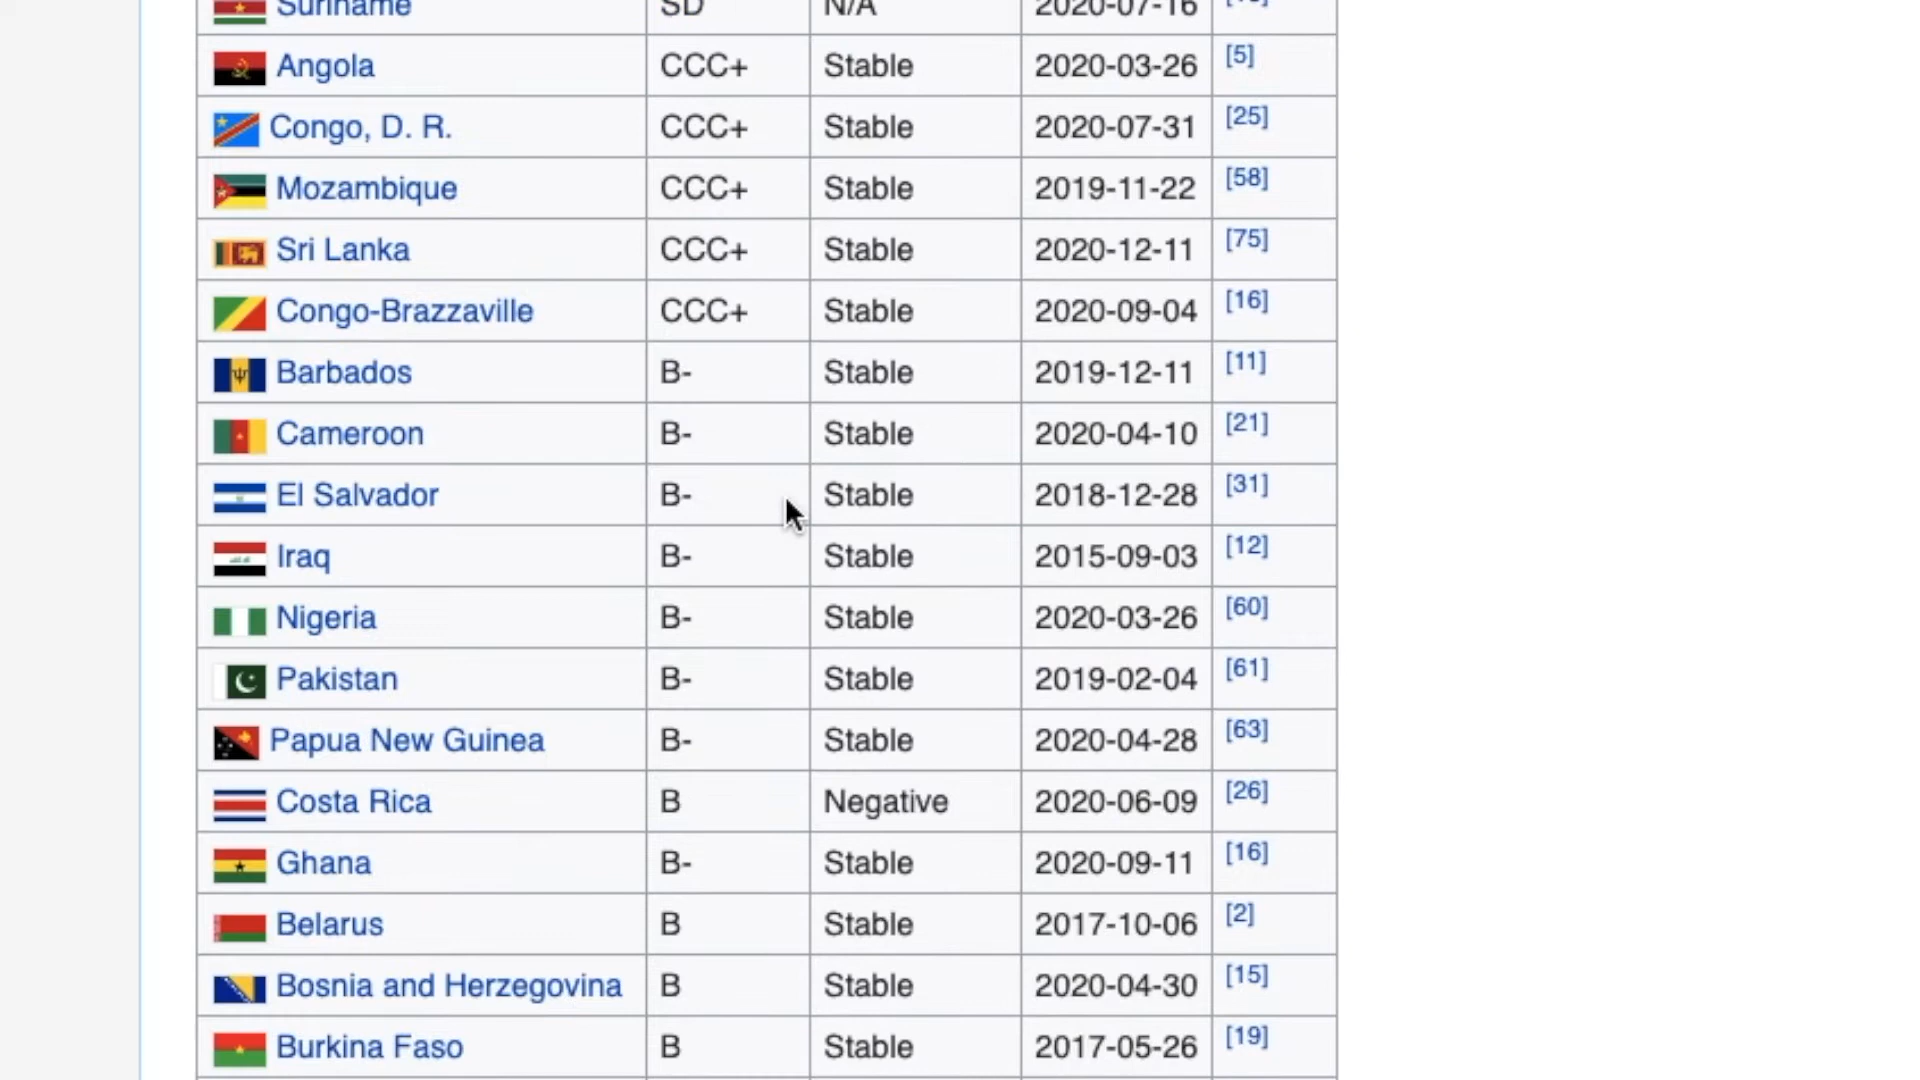 Suriname SD N/A 2020-07-16
Angola CCC+ Stable 2020-03-26 [5]
Congo, D. R. CCC+ Stable 2020-07-31 [25]
Mozambique CCC+ Stable 2019-11-22 [58]
Sri Lanka CCC+ Stable 2020-12-11 [75]
Congo-Brazzaville CCC+ Stable 2020-09-04 [16]
Barbados B- Stable 2019-12-11 [11]
Cameroon B- Stable 2020-04-10 [21]
El Salvador B- Stable 2018-12-28 [31]
Iraq B- Stable 2015-09-03 [12]
Nigeria B- Stable 2020-03-26 [60]
Pakistan B- Stable 2019-02-04 [61]
Papua New Guinea B- Stable 2020-04-28 [63]
Costa Rica B Negative 2020-06-09 [26]
Ghana B- Stable 2020-09-11 [16]
Belarus B Stable 2017-10-06 [2]
Bosnia and Herzegovina B Stable 2020-04-30 [15]
Burkina Faso B Stable 2017-05-26 [19]